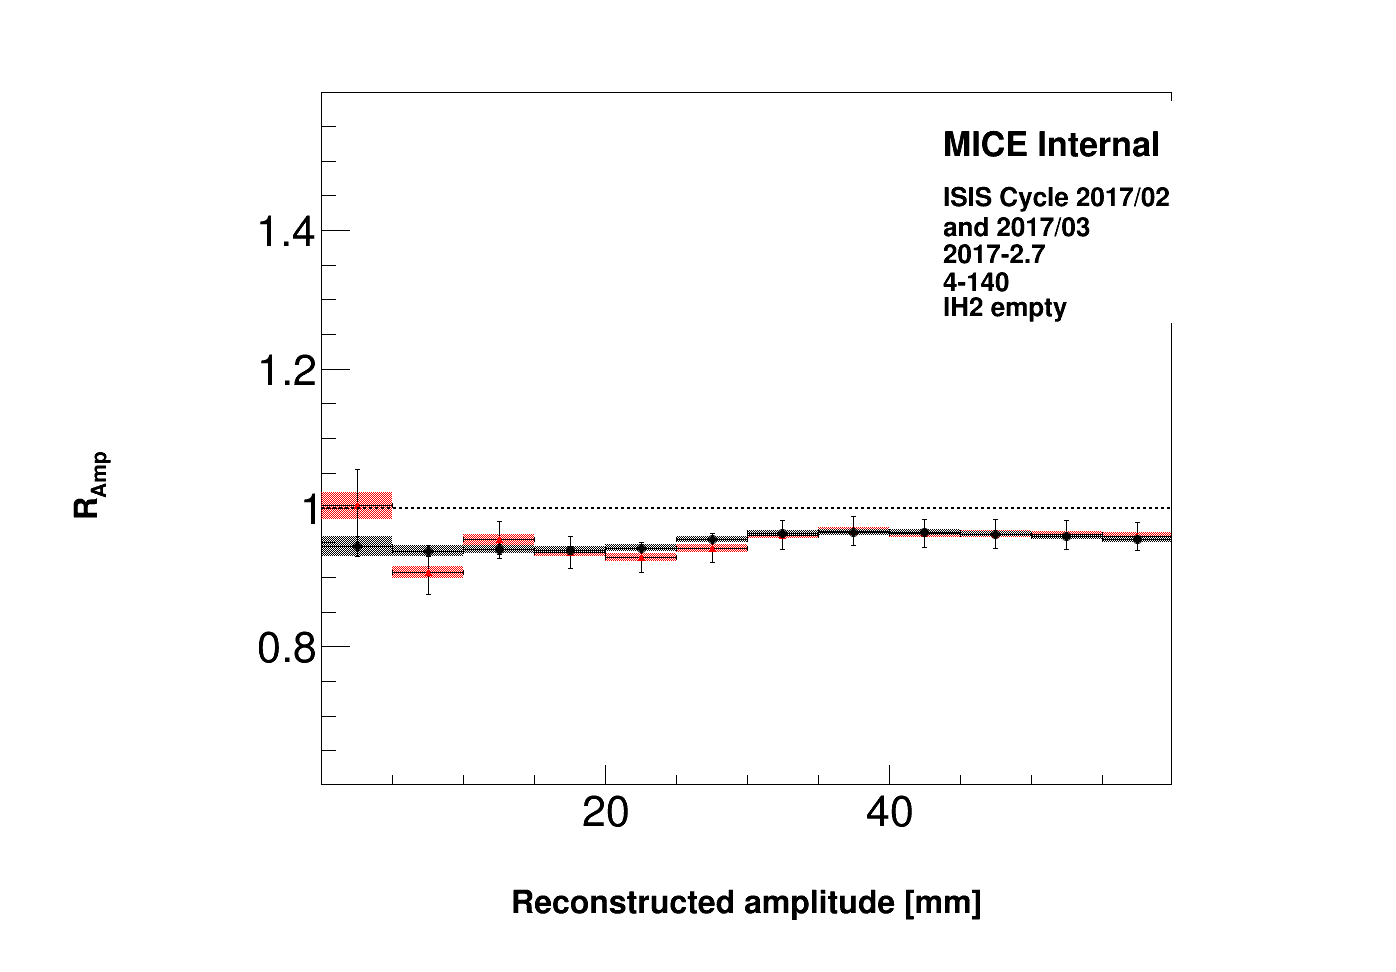 MICE Internal
ISIS Cycle 2017/02
and 2017/03
2017-2.7
4-140
IH2 empty
1.4
1.2
1
0.8
R_Amp
20
40
Reconstructed amplitude [mm]